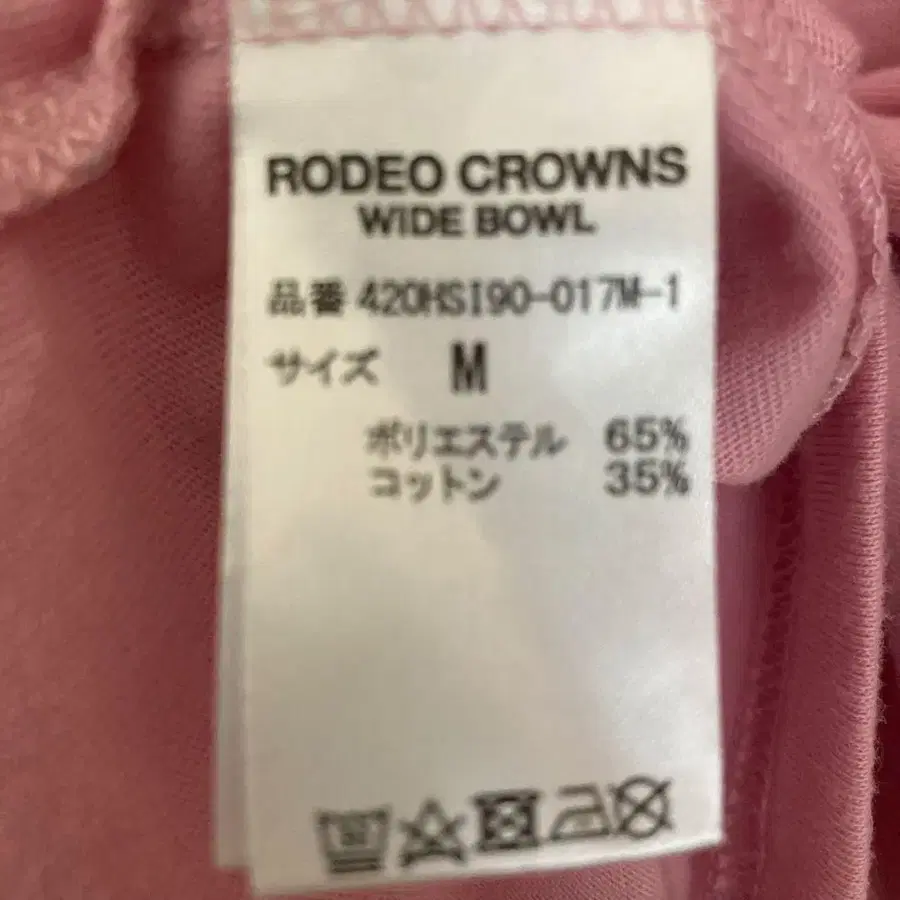 RODEO CROWNS
WIDE BOWL
品番 420HSI90-017M-1
サイズ M
ポリエステル 65%
コットン 35%